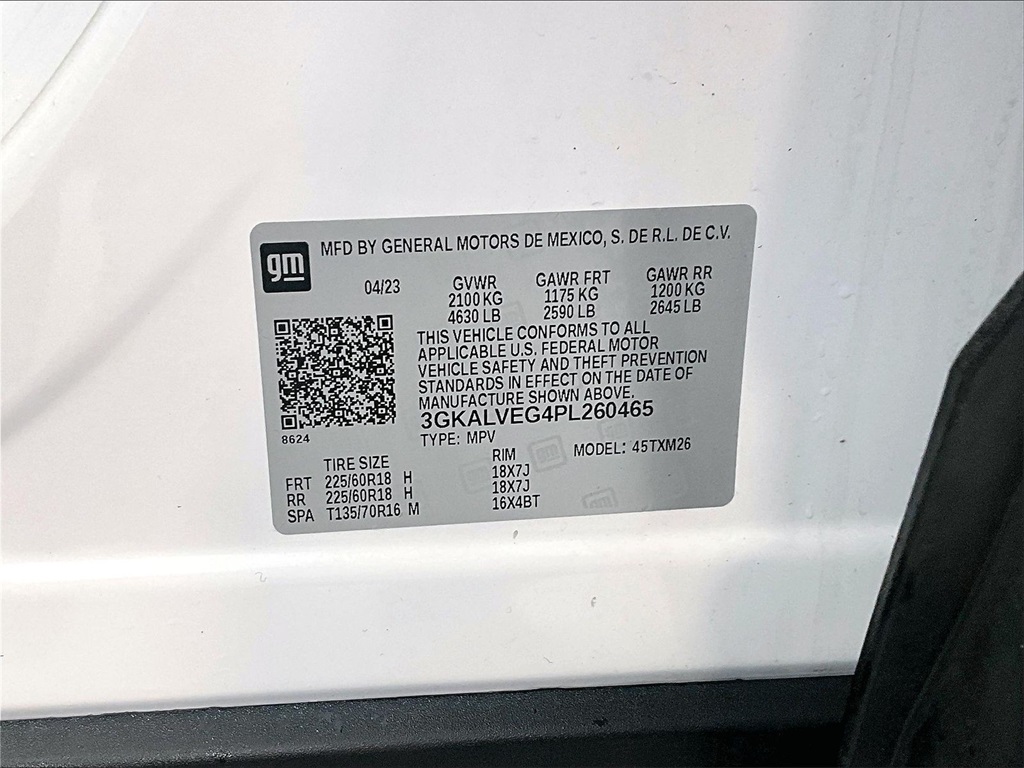 gm MFD BY GENERAL MOTORS DE MEXICO, S. DE R.L. DE C.V.
04/23 GVWR GAWR FRT GAWR RR
2100 KG 1175 KG 1200 KG
4630 LB 2590 LB 2645 LB
THIS VEHICLE CONFORMS TO ALL
APPLICABLE U.S. FEDERAL MOTOR
VEHICLE SAFETY AND THEFT PREVENTION
STANDARDS IN EFFECT ON THE DATE OF
MANUFACTURE SHOWN ABOVE.
3GKALVEG4PL260465
8624
TYPE: MPV
TIRE SIZE RIM MODEL: 45TXM26
FRT 225/60R18 H 18X7J
RR 225/60R18 H 18X7J
SPA T135/70R16 M 16X4BT